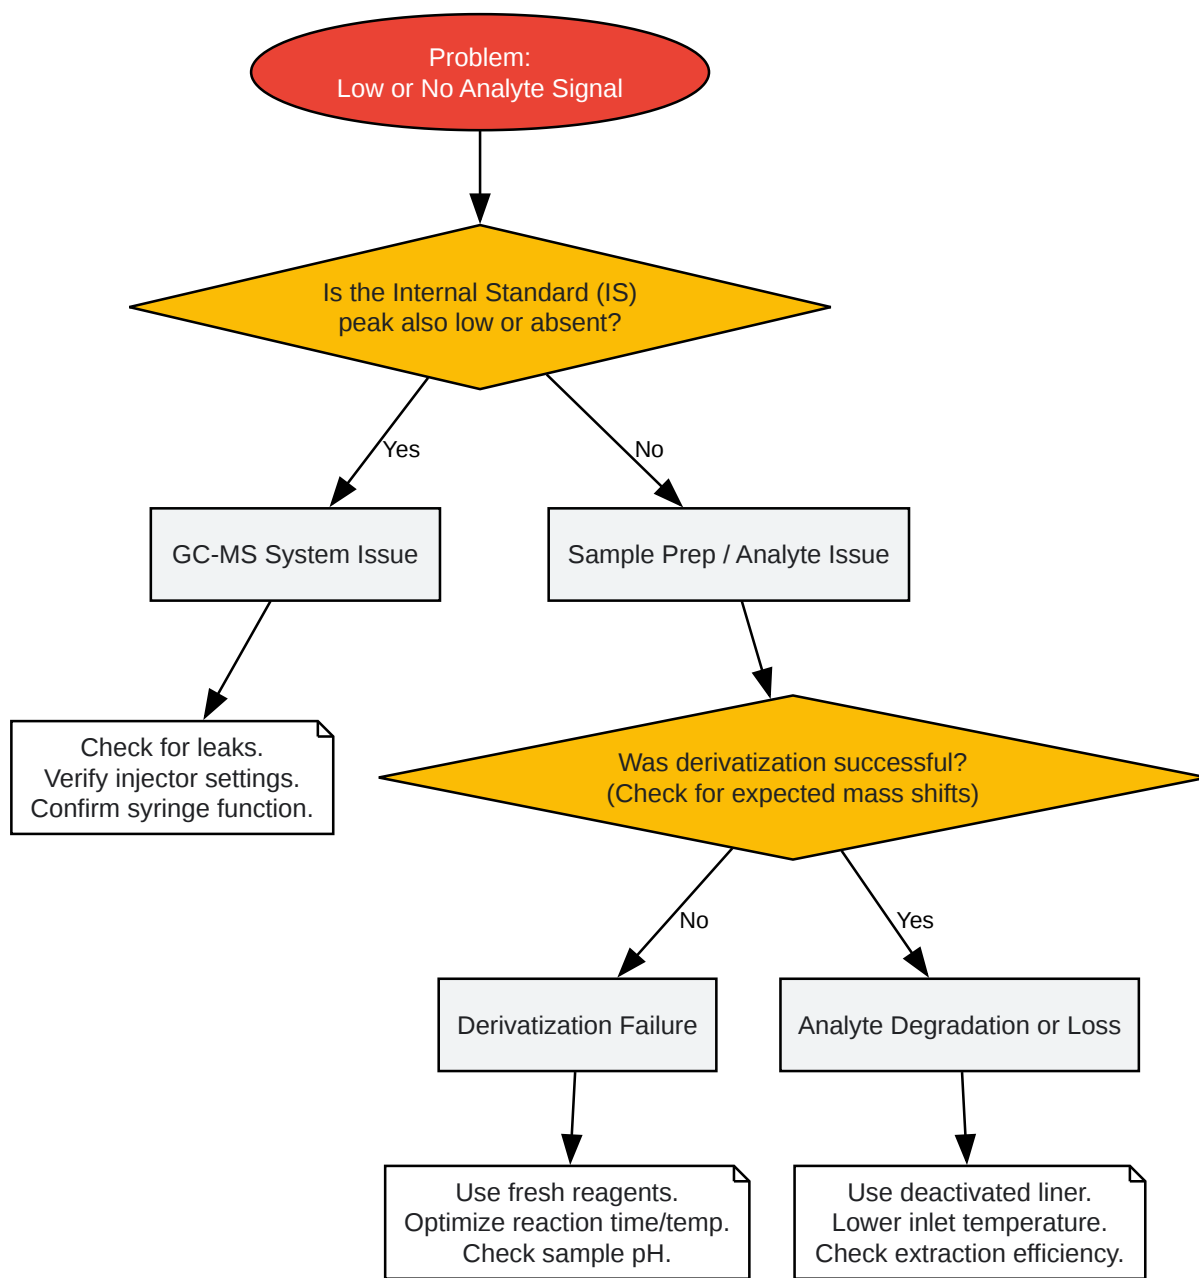 Problem:
Low or No Analyte Signal
Is the Internal Standard (IS)
peak also low or absent?
Yes
No
GC-MS System Issue
Sample Prep / Analyte Issue
Check for leaks.
Verify injector settings.
Confirm syringe function.
Was derivatization successful?
(Check for expected mass shifts)
No
Yes
Derivatization Failure
Analyte Degradation or Loss
Use fresh reagents.
Optimize reaction time/temp.
Check sample pH.
Use deactivated liner.
Lower inlet temperature.
Check extraction efficiency.